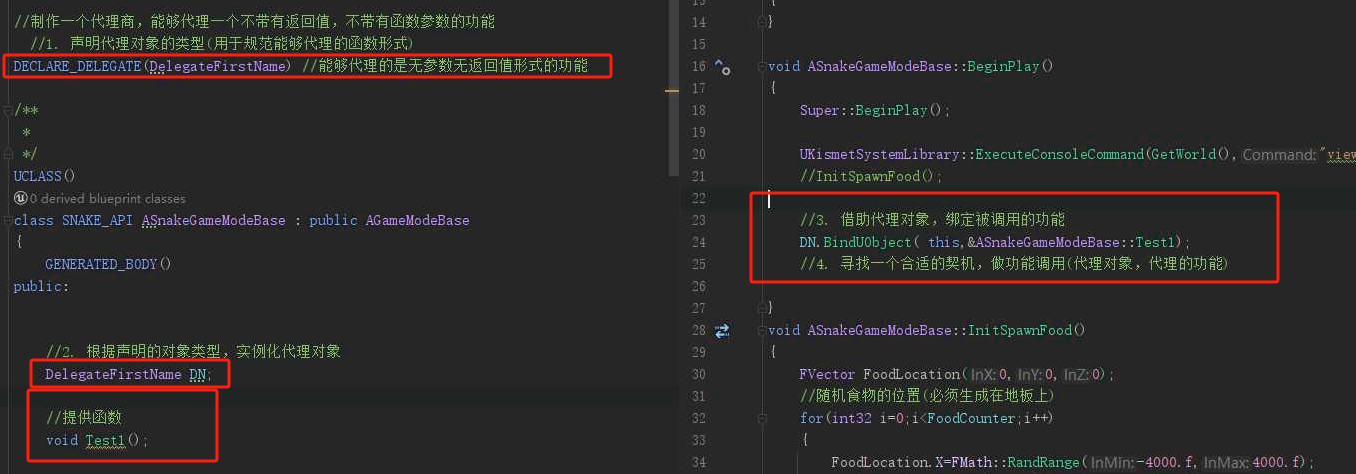 //制作一个代理商，能够代理一个不带有返回值，不带有函数参数的功能
//1. 声明代理对象的类型(用于规范能够代理的函数形式)
DECLARE_DELEGATE(DelegateFirstName) //能够代理的是无参数无返回值形式的功能
/**
*
*/
UCLASS()
0 derived blueprint classes
class SNAKE_API ASnakeGameModeBase : public AGameModeBase
{
GENERATED_BODY()
public:
//2. 根据声明的对象类型，实例化代理对象
DelegateFirstName DN;
//提供函数
void Test1();
13 {
14 }
15
16 void ASnakeGameModeBase::BeginPlay()
17 {
18 Super::BeginPlay();
19
20 UKismetSystemLibrary::ExecuteConsoleCommand(GetWorld(), Command: "view
21 //InitSpawnFood();
22
23 //3. 借助代理对象，绑定被调用的功能
24 DN.BindUObject( this,&ASnakeGameModeBase::Test1);
25 //4. 寻找一个合适的契机，做功能调用(代理对象，代理的功能)
26
27 }
28 void ASnakeGameModeBase::InitSpawnFood()
29 {
30 FVector FoodLocation( InX: 0, InY: 0, InZ: 0);
31 //随机食物的位置(必须生成在地板上)
32 for(int32 i=0;i<FoodCounter;i++)
33 {
34 FoodLocation.X=FMath::RandRange( InMin: -4000.f, InMax: 4000.f);